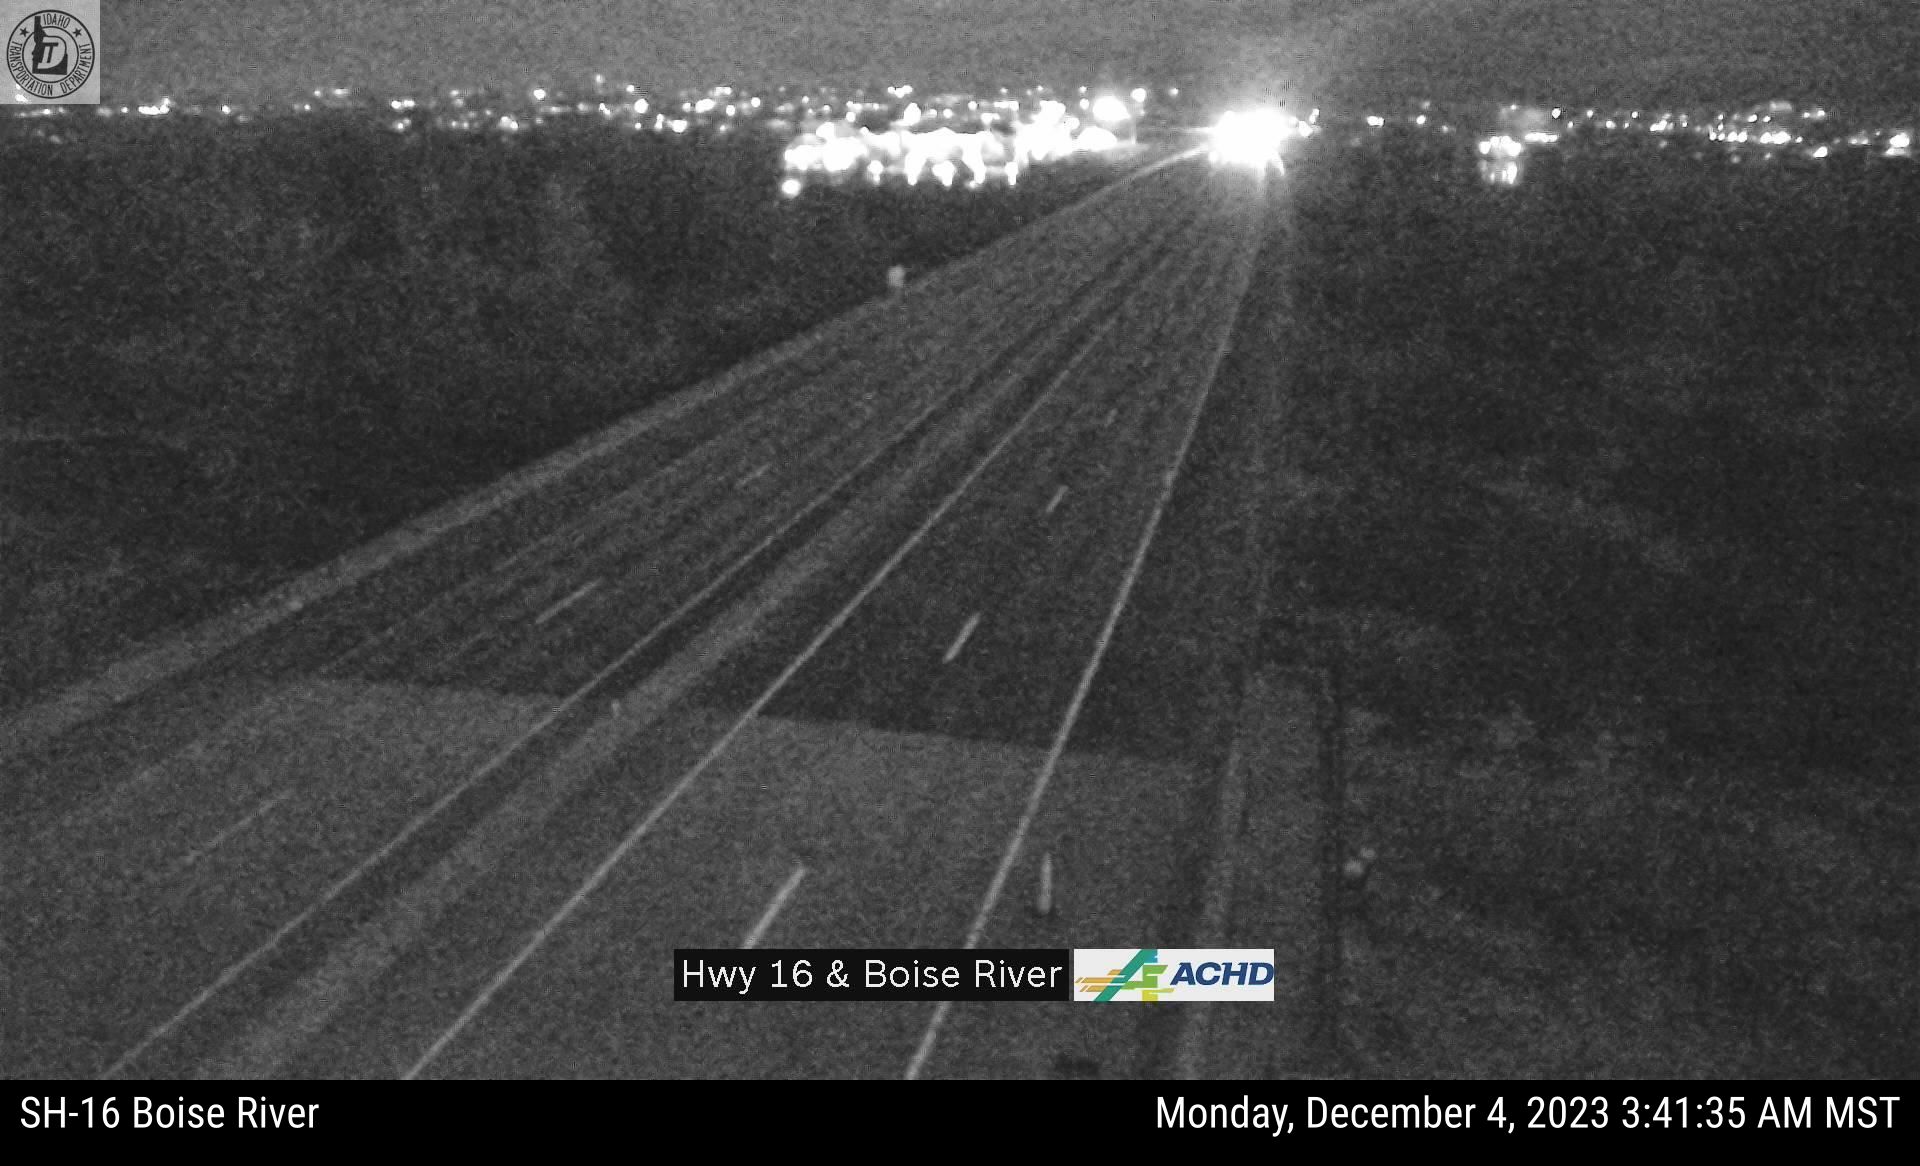 IDAHO
TRANSPORTATION DEPARTMENT
Hwy 16 & Boise River
ACHD
SH-16 Boise River
Monday, December 4, 2023 3:41:35 AM MST